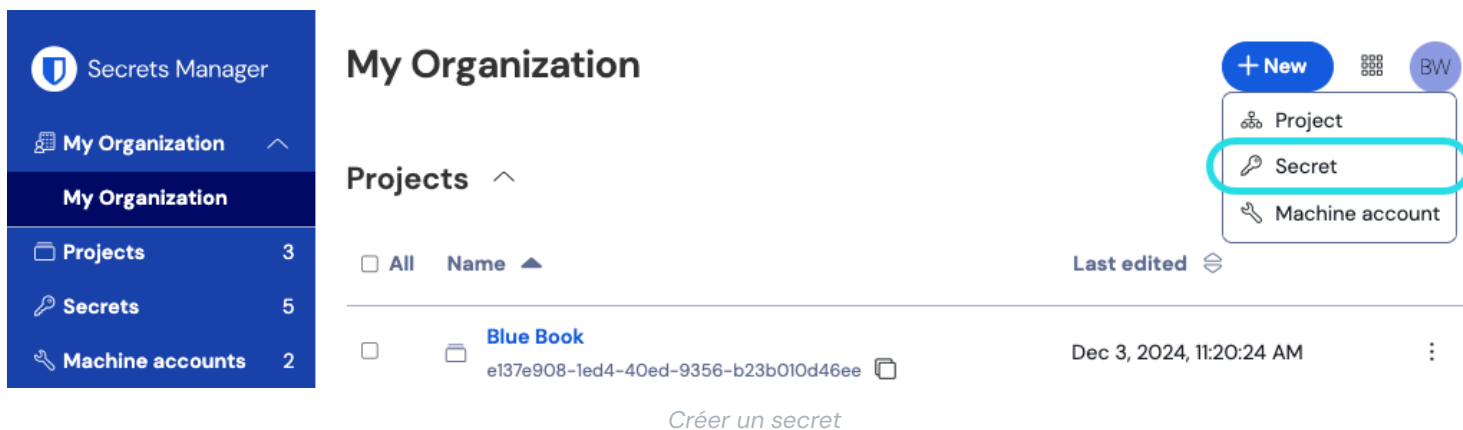 Secrets Manager
My Organization
My Organization
Projects 3
Secrets 5
Machine accounts 2
My Organization
+ New
BW
Project
Secret
Machine account
Projects
All Name Last edited
Blue Book
e137e908-1ed4-40ed-9356-b23b010d46ee
Dec 3, 2024, 11:20:24 AM
Créer un secret